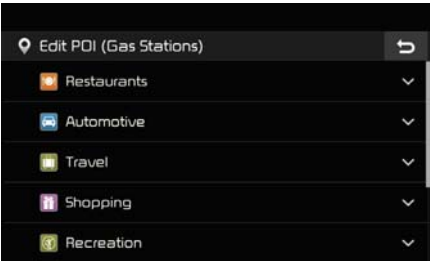 Edit POI (Gas Stations)
Restaurants
Automotive
Travel
Shopping
Recreation